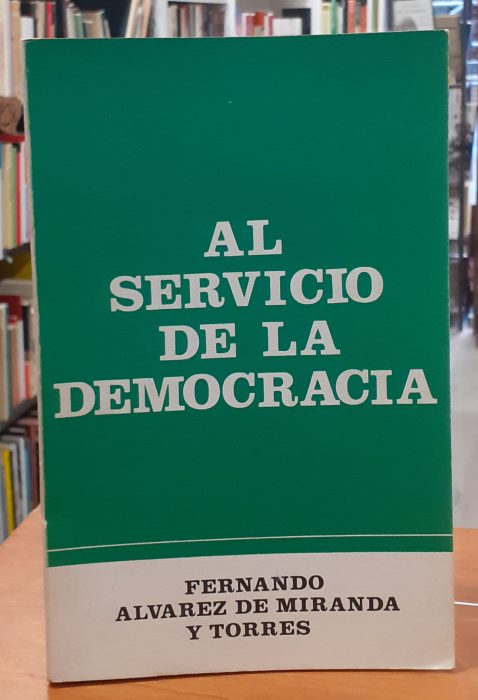 AL
SERVICIO
DE LA
DEMOCRACIA
FERNANDO
ALVAREZ DE MIRANDA
Y TORRES